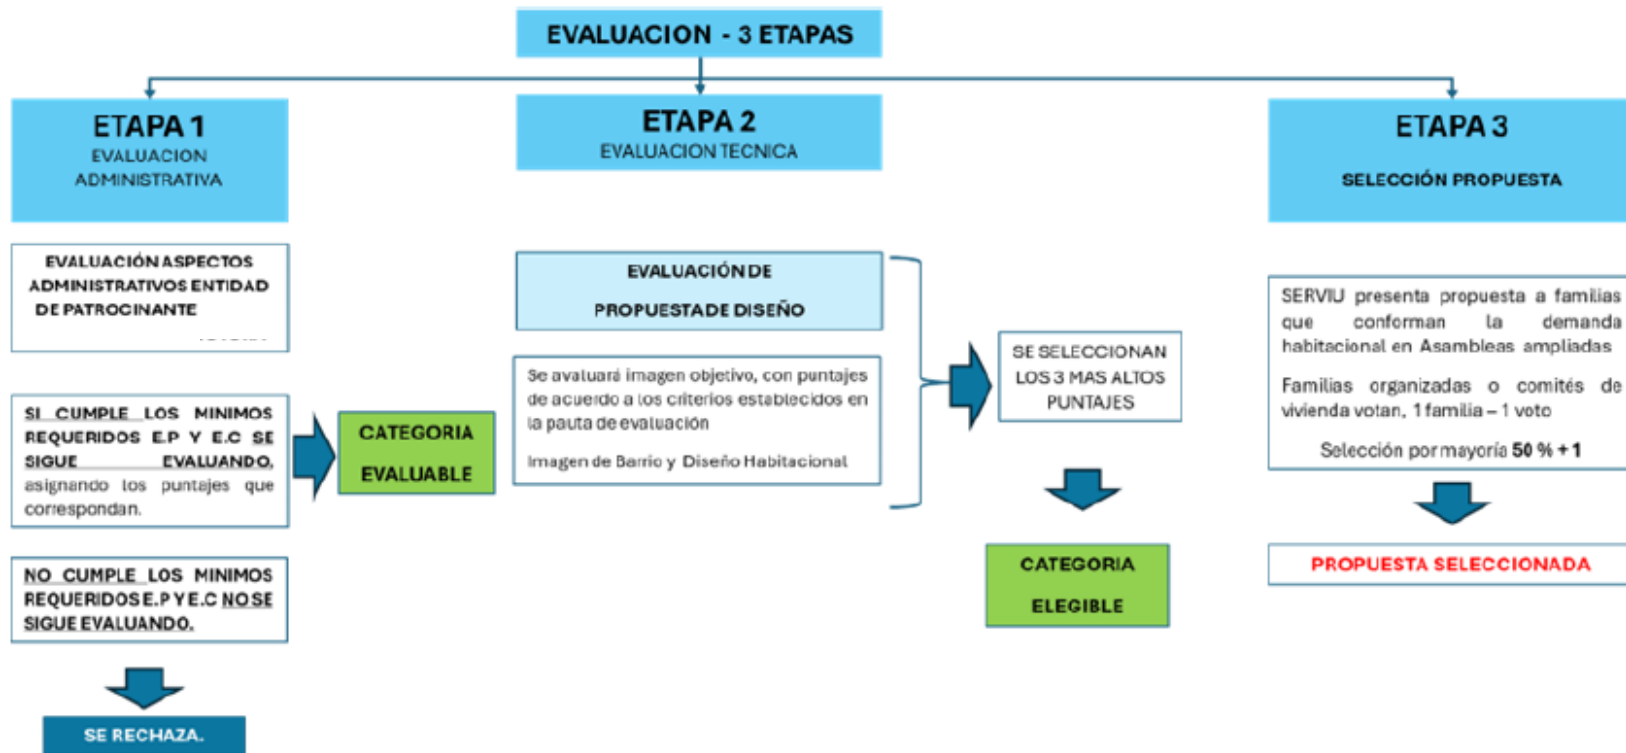 EVALUACION - 3 ETAPAS
ETAPA 1
EVALUACION
ADMINISTRATIVA
EVALUACIÓN ASPECTOS
ADMINISTRATIVOS ENTIDAD
DE PATROCINANTE
SI CUMPLE LOS MINIMOS
REQUERIDOS E.P Y E.C SE
SIGUE EVALUANDO,
asignando los puntajes que
correspondan.
CATEGORIA
EVALUABLE
NO CUMPLE LOS MINIMOS
REQUERIDOS E.P Y E.C NO SE
SIGUE EVALUANDO.
SE RECHAZA.
ETAPA 2
EVALUACION TECNICA
EVALUACIÓN DE
PROPUESTA DE DISEÑO
Se avaluará imagen objetivo, con puntajes
de acuerdo a los criterios establecidos en
la pauta de evaluación
Imagen de Barrio y Diseño Habitacional
SE SELECCIONAN
LOS 3 MAS ALTOS
PUNTAJES
CATEGORIA
ELEGIBLE
ETAPA 3
SELECCIÓN PROPUESTA
SERVIU presenta propuesta a familias
que conforman la demanda
habitacional en Asambleas ampliadas
Familias organizadas o comités de
vivienda votan, 1 familia – 1 voto
Selección por mayoría 50 % + 1
PROPUESTA SELECCIONADA